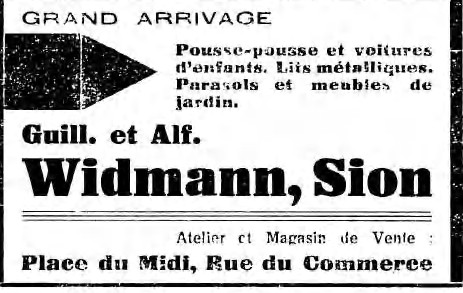 GRAND ARRIVAGE
Pousse-pousse et voitures
d'enfants. Lits métalliques.
Parasols et meubles de
jardin.
Guill. et Alf.
Widmann, Sion
Atelier et Magasin de Vente :
Place du Midi, Rue du Commerce